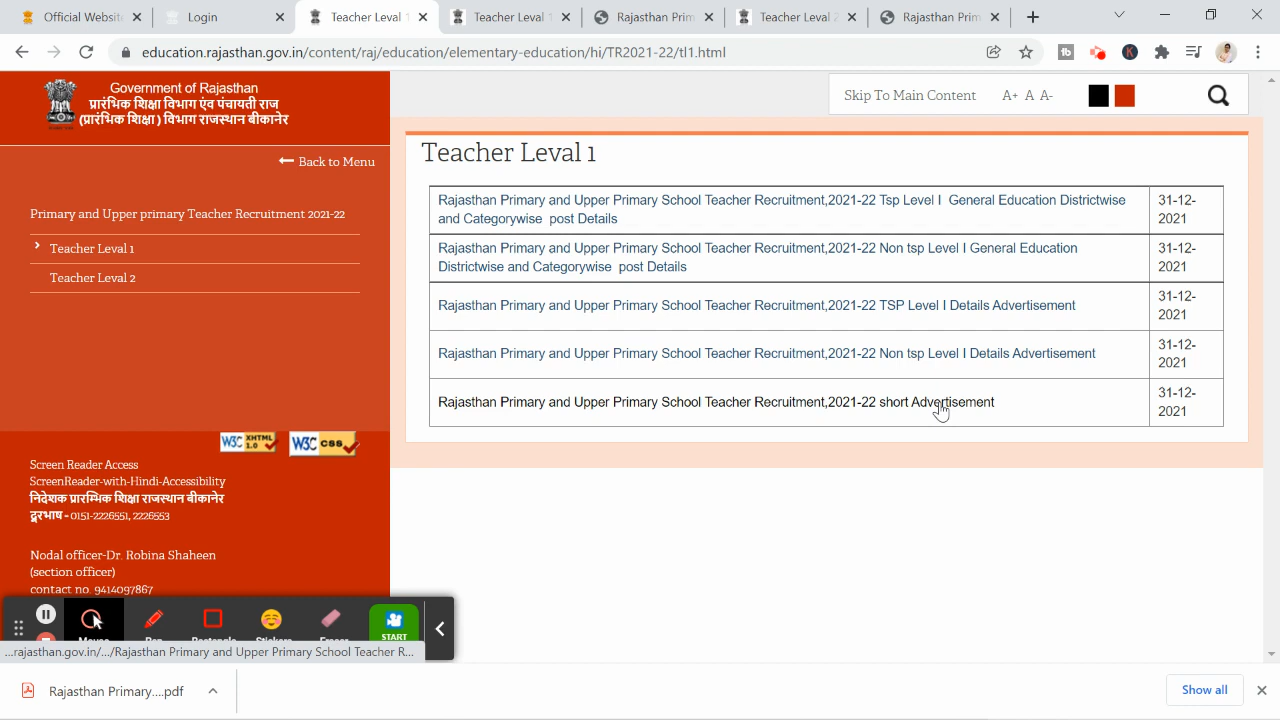 Official Websit
Login
Teacher Leval 1
Teacher Leval 1
Rajasthan Prim
Teacher Leval 2
Rajasthan Prim
education.rajasthan.gov.in/content/raj/education/elementary-education/hi/TR2021-22/tl1.html
Government of Rajasthan
प्रारंभिक शिक्षा विभाग एंव पंचायती राज
(प्रारंभिक शिक्षा ) विभाग राजस्थान बीकानेर
Back to Menu
Primary and Upper primary Teacher Recruitment 2021-22
Teacher Leval 1
Teacher Leval 2
W3C XHTML 1.0
W3C CSS
Screen Reader Access
ScreenReader-with-Hindi-Accessibility
निदेशक प्रारम्भिक शिक्षा राजस्थान बीकानेर
दूरभाष - 0151-2226551, 2226553
Nodal officer-Dr. Robina Shaheen
(section officer)
contact no. 9414097867
Skip To Main Content
A+ A A-
Teacher Leval 1
Rajasthan Primary and Upper Primary School Teacher Recruitment,2021-22 Tsp Level I General Education Districtwise
and Categorywise post Details
31-12-
2021
Rajasthan Primary and Upper Primary School Teacher Recruitment,2021-22 Non tsp Level I General Education
Districtwise and Categorywise post Details
31-12-
2021
Rajasthan Primary and Upper Primary School Teacher Recruitment,2021-22 TSP Level I Details Advertisement
31-12-
2021
Rajasthan Primary and Upper Primary School Teacher Recruitment,2021-22 Non tsp Level I Details Advertisement
31-12-
2021
Rajasthan Primary and Upper Primary School Teacher Recruitment,2021-22 short Advertisement
31-12-
2021
Mouse
Pen
Rectangle
Stickers
Eraser
START
...rajasthan.gov.in/.../Rajasthan Primary and Upper Primary School Teacher R...
Rajasthan Primary....pdf
Show all